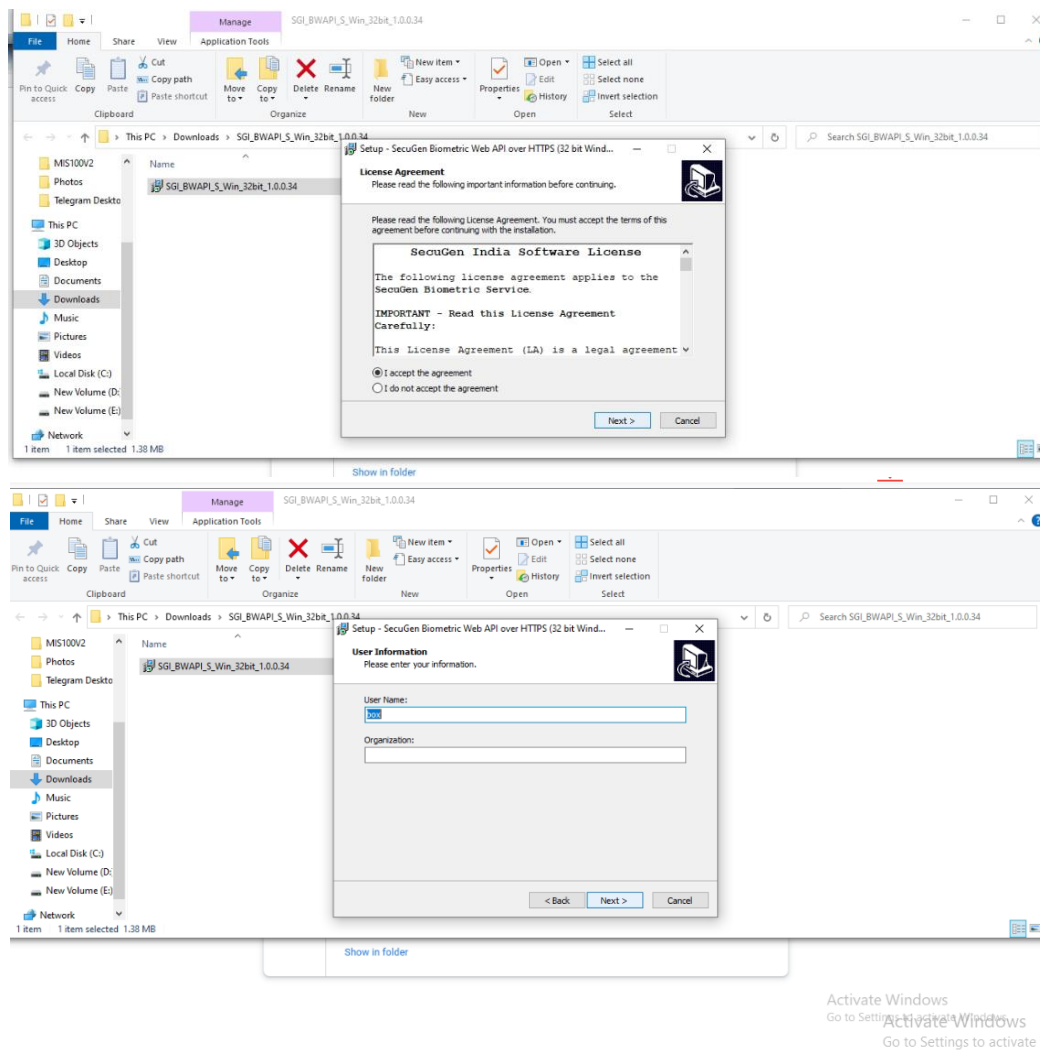 Manage
SGI_BWAPI_S_Win_32bit_1.0.0.34
File Home Share View Application Tools
Pin to Quick access
Copy
Paste
Cut
Copy path
Paste shortcut
Clipboard
Move to
Copy to
Delete
Rename
Organize
New folder
New item
Easy access
New
Properties
Open
Edit
History
Open
Select all
Select none
Invert selection
Select
This PC > Downloads > SGI_BWAPI_S_Win_32bit_1.0.0.34
Search SGI_BWAPI_S_Win_32bit_1.0.0.34
MIS100V2
Photos
Telegram Deskto
This PC
3D Objects
Desktop
Documents
Downloads
Music
Pictures
Videos
Local Disk (C:)
New Volume (D:
New Volume (E:)
Network
Name
SGI_BWAPI_S_Win_32bit_1.0.0.34
Setup - SecuGen Biometric Web API over HTTPS (32 bit Wind...
License Agreement
Please read the following important information before continuing.
Please read the following License Agreement. You must accept the terms of this
agreement before continuing with the installation.
SecuGen India Software License
The following license agreement applies to the
SecuGen Biometric Service.
IMPORTANT - Read this License Agreement
Carefully:
This License Agreement (LA) is a legal agreement
I accept the agreement
I do not accept the agreement
Next >
Cancel
1 item 1 item selected 1.38 MB
Show in folder
Manage
SGI_BWAPI_S_Win_32bit_1.0.0.34
File Home Share View Application Tools
Pin to Quick access
Copy
Paste
Cut
Copy path
Paste shortcut
Clipboard
Move to
Copy to
Delete
Rename
Organize
New folder
New item
Easy access
New
Properties
Open
Edit
History
Open
Select all
Select none
Invert selection
Select
This PC > Downloads > SGI_BWAPI_S_Win_32bit_1.0.0.34
Search SGI_BWAPI_S_Win_32bit_1.0.0.34
MIS100V2
Photos
Telegram Deskto
This PC
3D Objects
Desktop
Documents
Downloads
Music
Pictures
Videos
Local Disk (C:)
New Volume (D:
New Volume (E:)
Network
Name
SGI_BWAPI_S_Win_32bit_1.0.0.34
Setup - SecuGen Biometric Web API over HTTPS (32 bit Wind...
User Information
Please enter your information.
User Name:
box
Organization:
< Back
Next >
Cancel
1 item 1 item selected 1.38 MB
Show in folder
Activate Windows
Go to Settings to activate Windows
Activate Windows
Go to Settings to activate